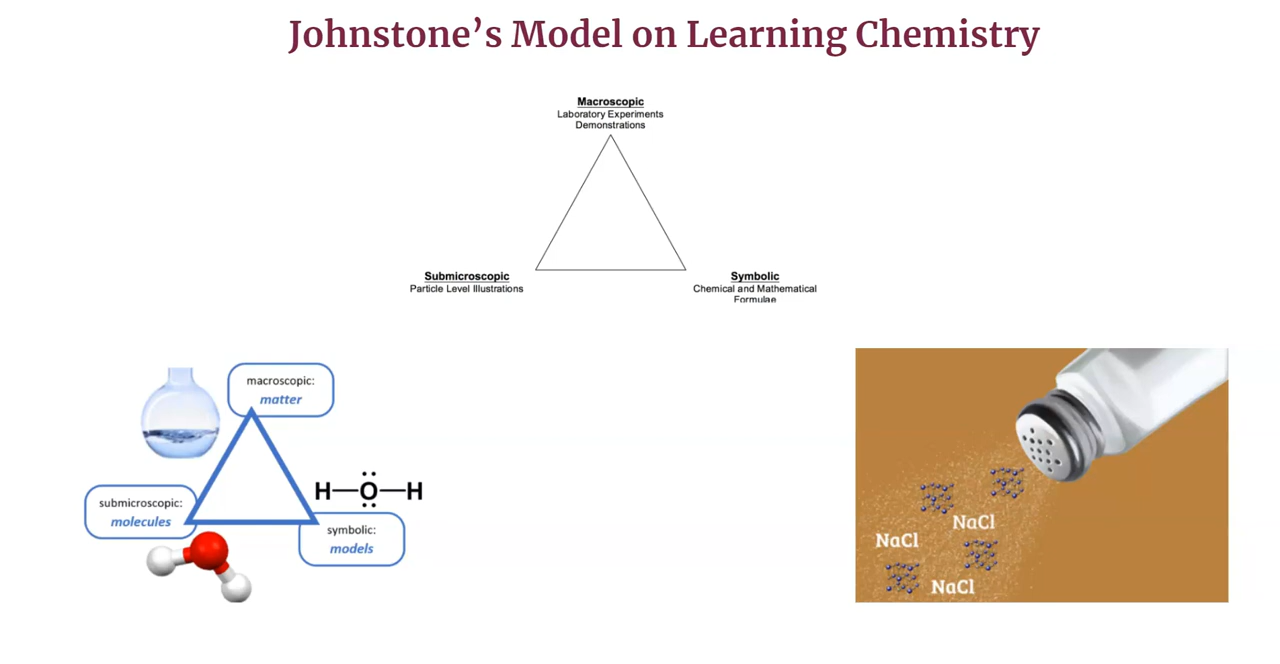 Johnstone’s Model on Learning Chemistry
Macroscopic
Laboratory Experiments
Demonstrations
Submicroscopic
Particle Level Illustrations
Symbolic
Chemical and Mathematical
Formulae
macroscopic:
matter
submicroscopic:
molecules
H—O—H
symbolic:
models
NaCl
NaCl
NaCl